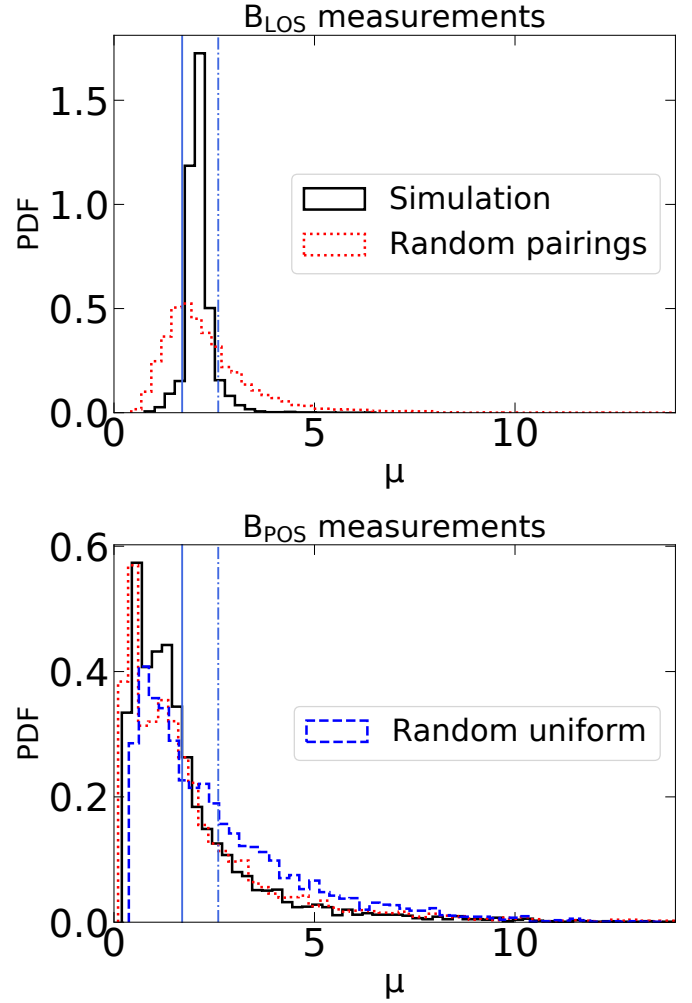 B_LOS measurements
PDF
1.5
1.0
0.5
0.0
Simulation
Random pairings
0
5
10
μ
B_POS measurements
PDF
0.6
0.4
0.2
0.0
Random uniform
0
5
10
μ